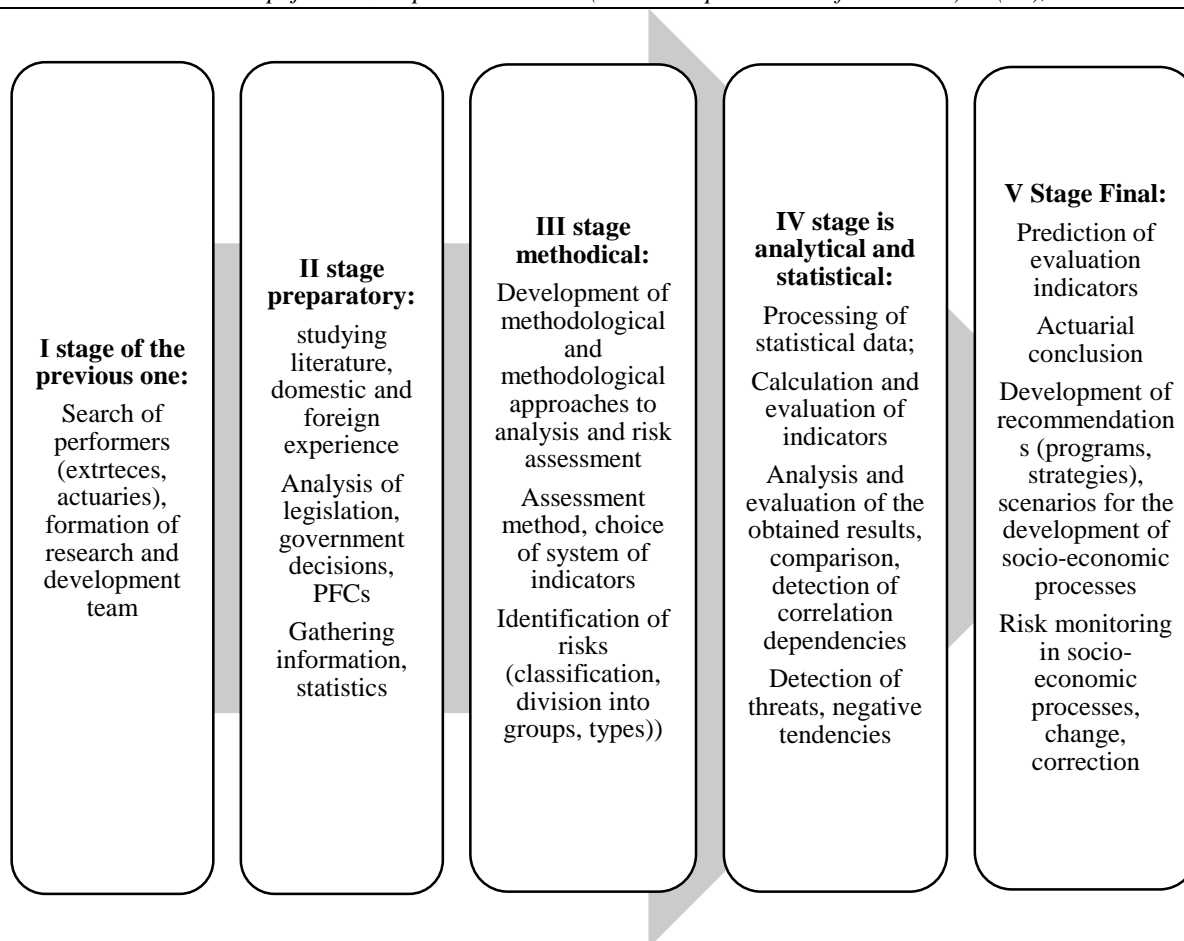 I stage of the
previous one:
Search of
performers
(extrteces,
actuaries),
formation of
research and
development
team
II stage
preparatory:
studying
literature,
domestic and
foreign
experience
Analysis of
legislation,
government
decisions,
PFCs
Gathering
information,
statistics
III stage
methodical:
Development of
methodological
and
methodological
approaches to
analysis and risk
assessment
Assessment
method, choice
of system of
indicators
Identification of
risks
(classification,
division into
groups, types))
IV stage is
analytical and
statistical:
Processing of
statistical data;
Calculation and
evaluation of
indicators
Analysis and
evaluation of the
obtained results,
comparison,
detection of
correlation
dependencies
Detection of
threats, negative
tendencies
V Stage Final:
Prediction of
evaluation
indicators
Actuarial
conclusion
Development of
recommendation
s (programs,
strategies),
scenarios for the
development of
socio-economic
processes
Risk monitoring
in socio-
economic
processes,
change,
correction